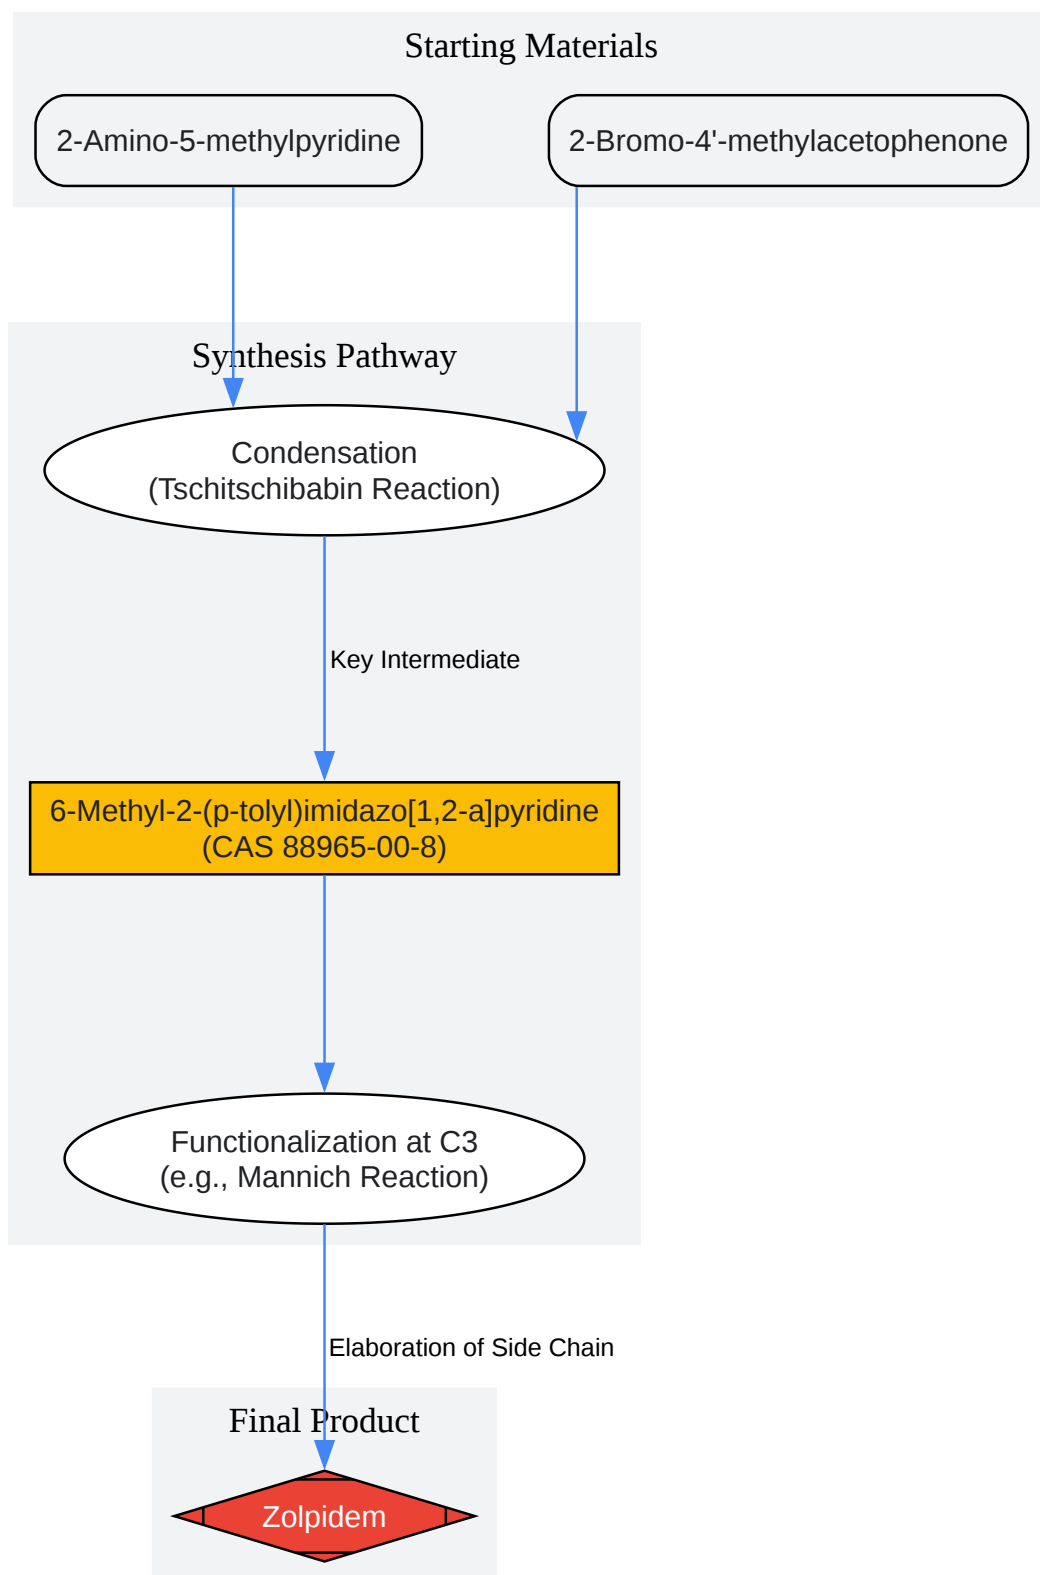 Starting Materials
2-Amino-5-methylpyridine
2-Bromo-4'-methylacetophenone
Synthesis Pathway
Condensation
(Tschitschibabin Reaction)
Key Intermediate
6-Methyl-2-(p-tolyl)imidazo[1,2-a]pyridine
(CAS 88965-00-8)
Functionalization at C3
(e.g., Mannich Reaction)
Elaboration of Side Chain
Final Product
Zolpidem